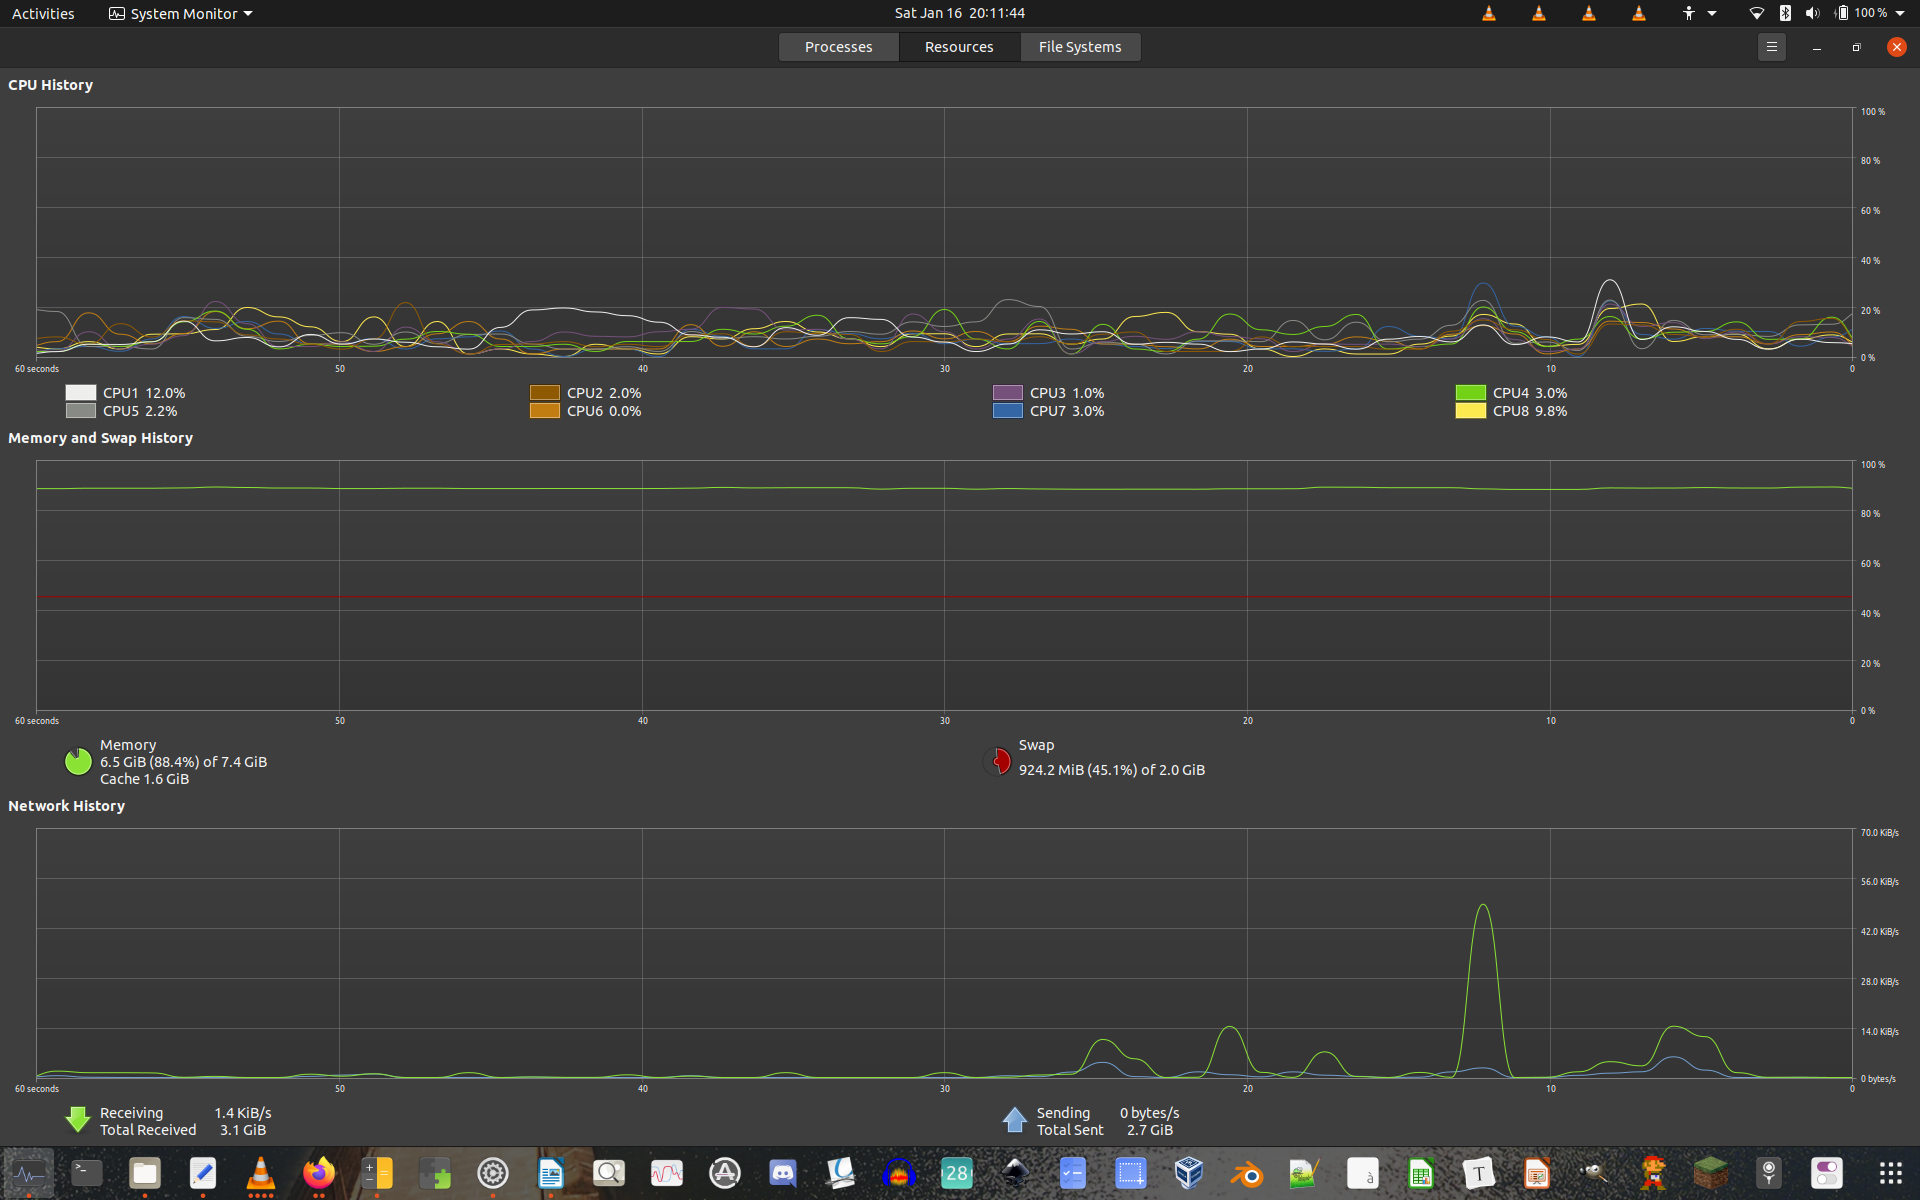 Activities System Monitor Sat Jan 16 20:11:44 100 %
Processes Resources File Systems
CPU History
100 %
80 %
60 %
40 %
20 %
0 %
60 seconds 50 40 30 20 10 0
CPU1 12.0% CPU2 2.0% CPU3 1.0% CPU4 3.0%
CPU5 2.2% CPU6 0.0% CPU7 3.0% CPU8 9.8%
Memory and Swap History
100 %
80 %
60 %
40 %
20 %
0 %
60 seconds 50 40 30 20 10 0
Memory Swap
6.5 GiB (88.4%) of 7.4 GiB 924.2 MiB (45.1%) of 2.0 GiB
Cache 1.6 GiB
Network History
70.0 KiB/s
56.0 KiB/s
42.0 KiB/s
28.0 KiB/s
14.0 KiB/s
0 bytes/s
60 seconds 50 40 30 20 10 0
Receiving 1.4 KiB/s Sending 0 bytes/s
Total Received 3.1 GiB Total Sent 2.7 GiB
>_ 28 à T